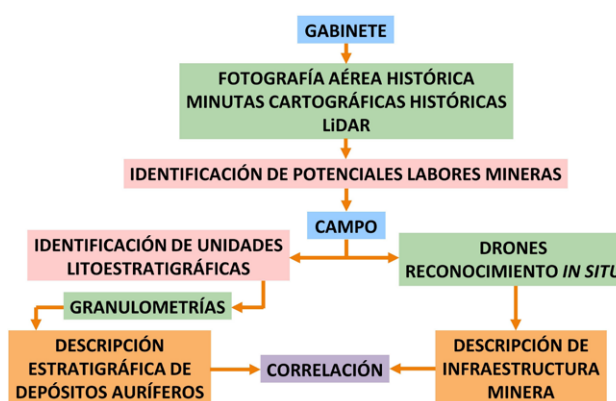 GABINETE
FOTOGRAFÍA AÉREA HISTÓRICA
MINUTAS CARTOGRÁFICAS HISTÓRICAS
LiDAR
IDENTIFICACIÓN DE POTENCIALES LABORES MINERAS
CAMPO
IDENTIFICACIÓN DE UNIDADES
LITOESTRATIGRÁFICAS
DRONES
RECONOCIMIENTO IN SITU
GRANULOMETRÍAS
DESCRIPCIÓN
ESTRATIGRÁFICA DE
DEPÓSITOS AURÍFEROS
CORRELACIÓN
DESCRIPCIÓN DE
INFRAESTRUCTURA
MINERA